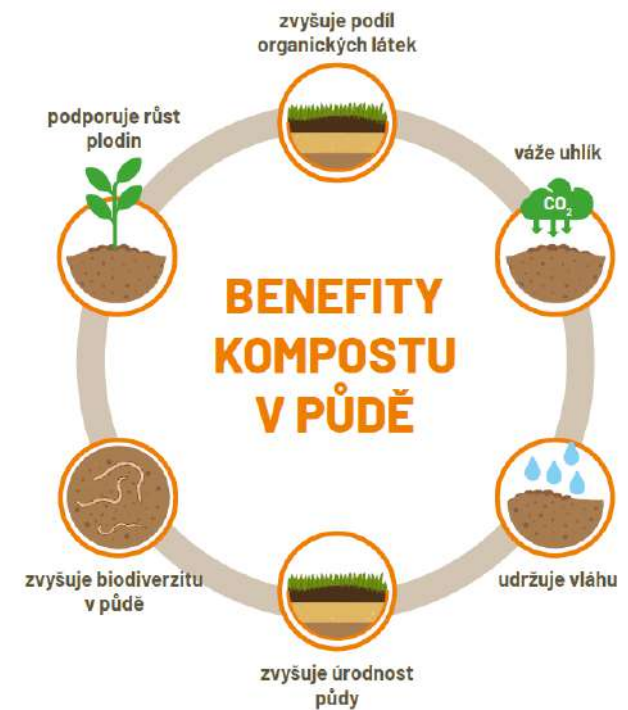 zvyšuje podíl
organických látek
podporuje růst
plodin
váže uhlík
CO2
BENEFITY
KOMPOSTU
V PŮDĚ
zvyšuje biodiverzitu
v půdě
udržuje vláhu
zvyšuje úrodnost
půdy